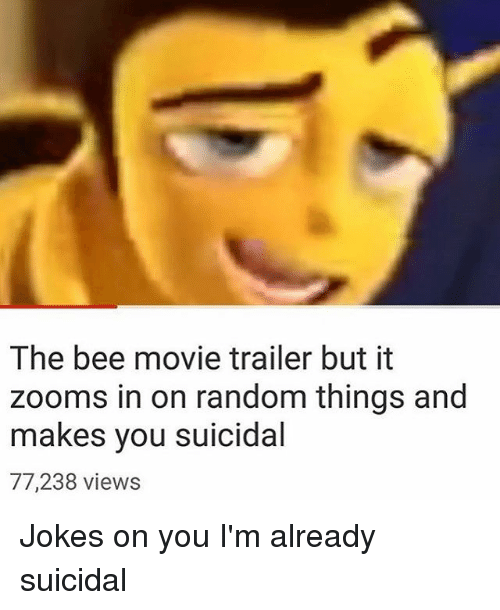 The bee movie trailer but it
zooms in on random things and
makes you suicidal
77,238 views
Jokes on you I'm already
suicidal